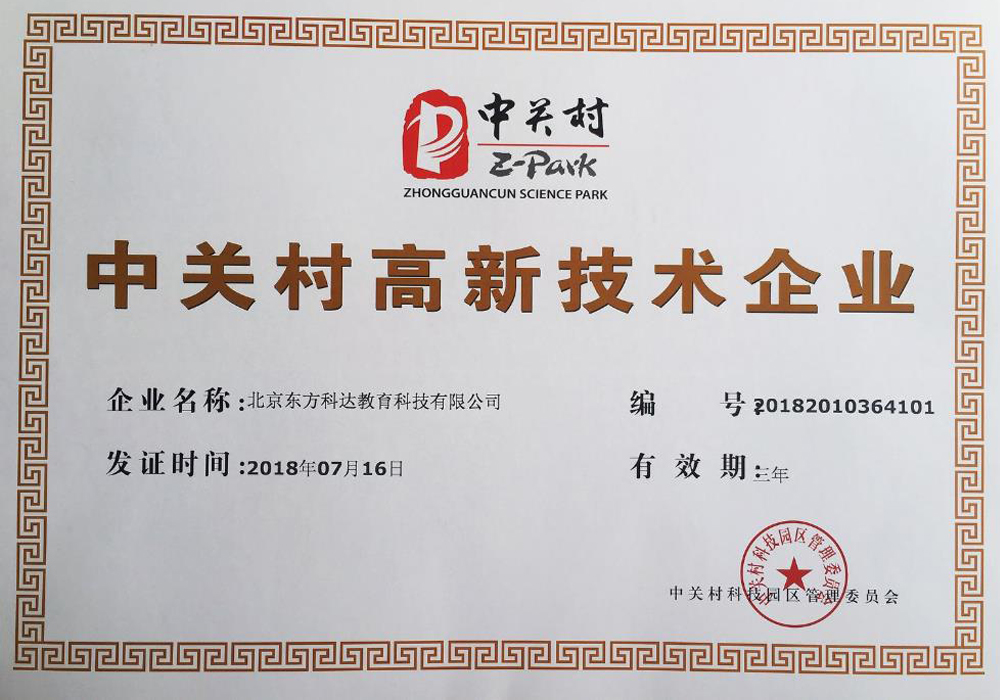 中关村
Z-Park
ZHONGGUANCUN SCIENCE PARK
中关村高新技术企业
企业名称:北京东方科达教育科技有限公司
编 号:20182010364101
发证时间:2018年07月16日
有 效 期:三年
中关村科技园区管理委员会
中关村科技园区管理委员会